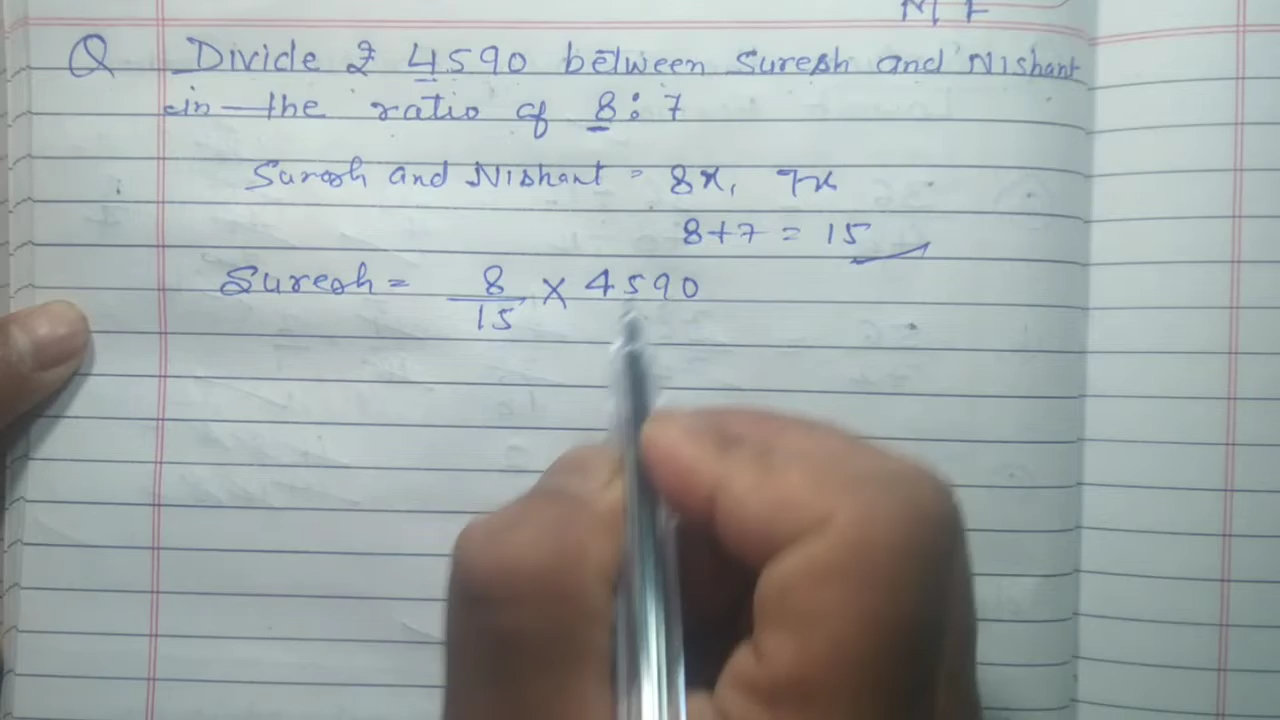 Q Divide ₹ 4590 between Suresh and Nishant
in the ratio of 8:7
Suresh and Nishant = 8x, 7x
8+7 = 15
Suresh = 8/15 × 4590